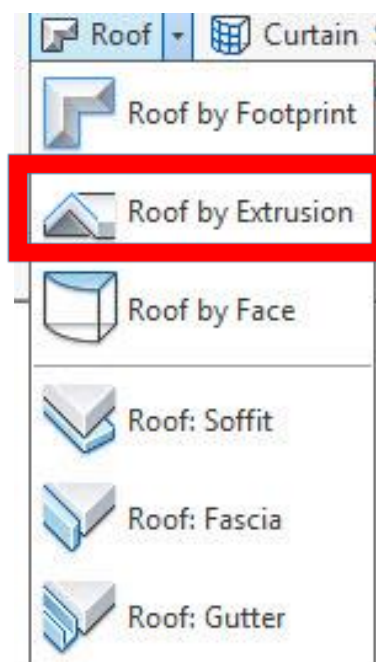 Roof Curtain
Roof by Footprint
Roof by Extrusion
Roof by Face
Roof: Soffit
Roof: Fascia
Roof: Gutter